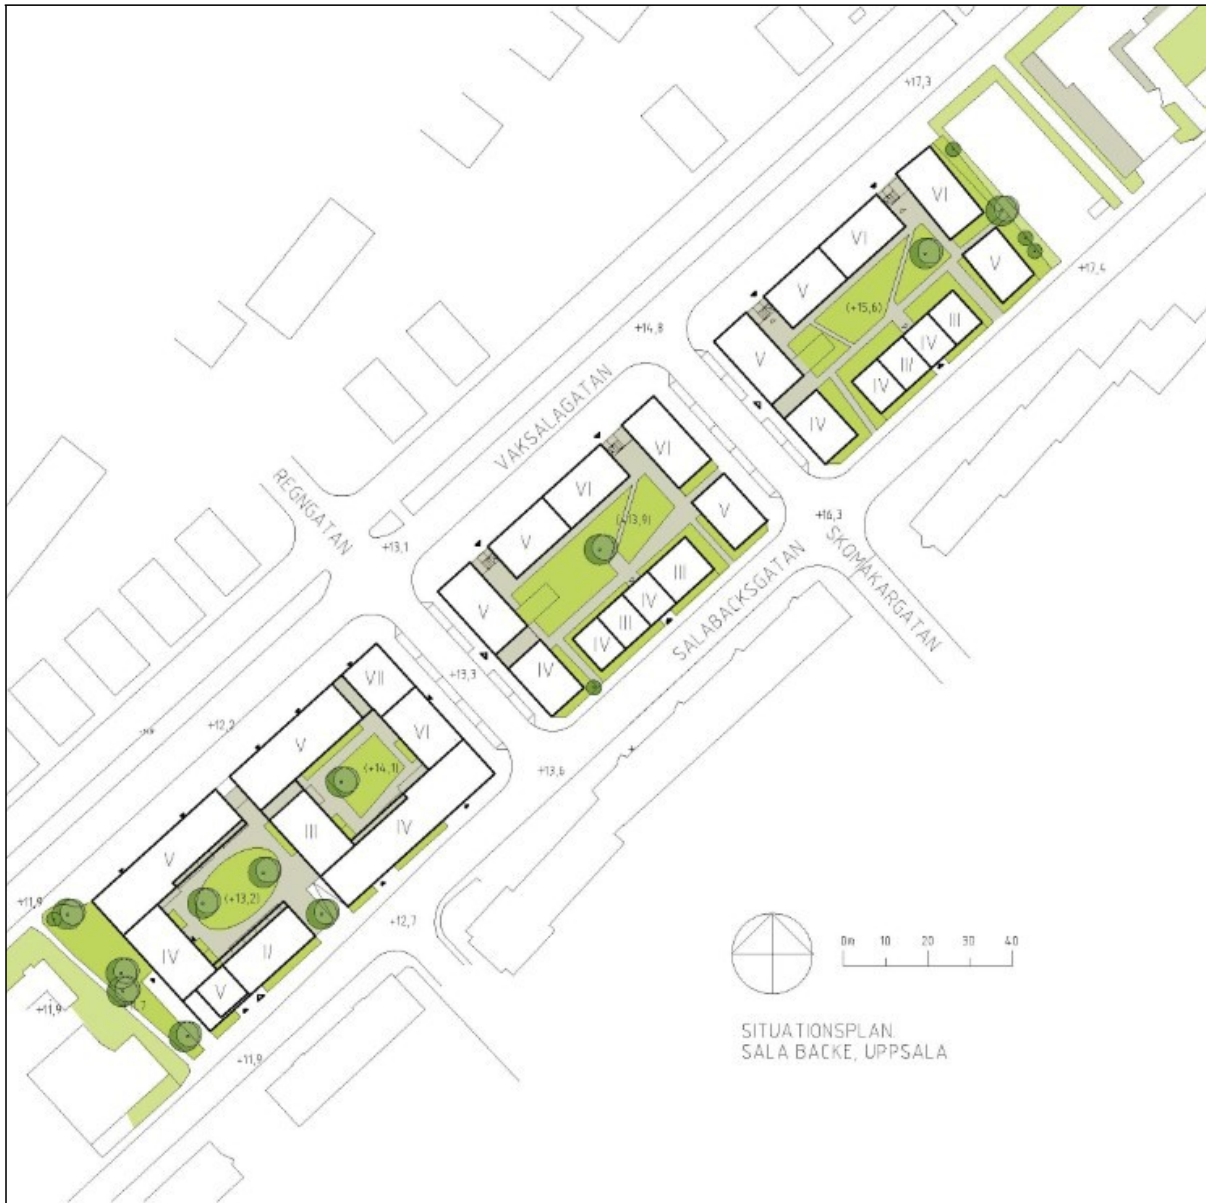 +17,3
VI
+17,4
VI
V
V
(+15,6)
III
IV
III
IV
V
IV
+14,8
VAKSALAGATAN
REGNGATAN
VI
VI
V
V
(+13,9)
+16,3
SKOMAKARGATAN
+13,1
III
IV
III
IV
V
IV
SALABACKSGATAN
+13,3
VII
+12,2
V
VI
(+14,1)
+13,6
III
IV
V
+11,9
(+13,2)
+12,7
IV
V
+11,9
+11,9
0m 10 20 30 40
SITUATIONSPLAN
SALA BACKE, UPPSALA